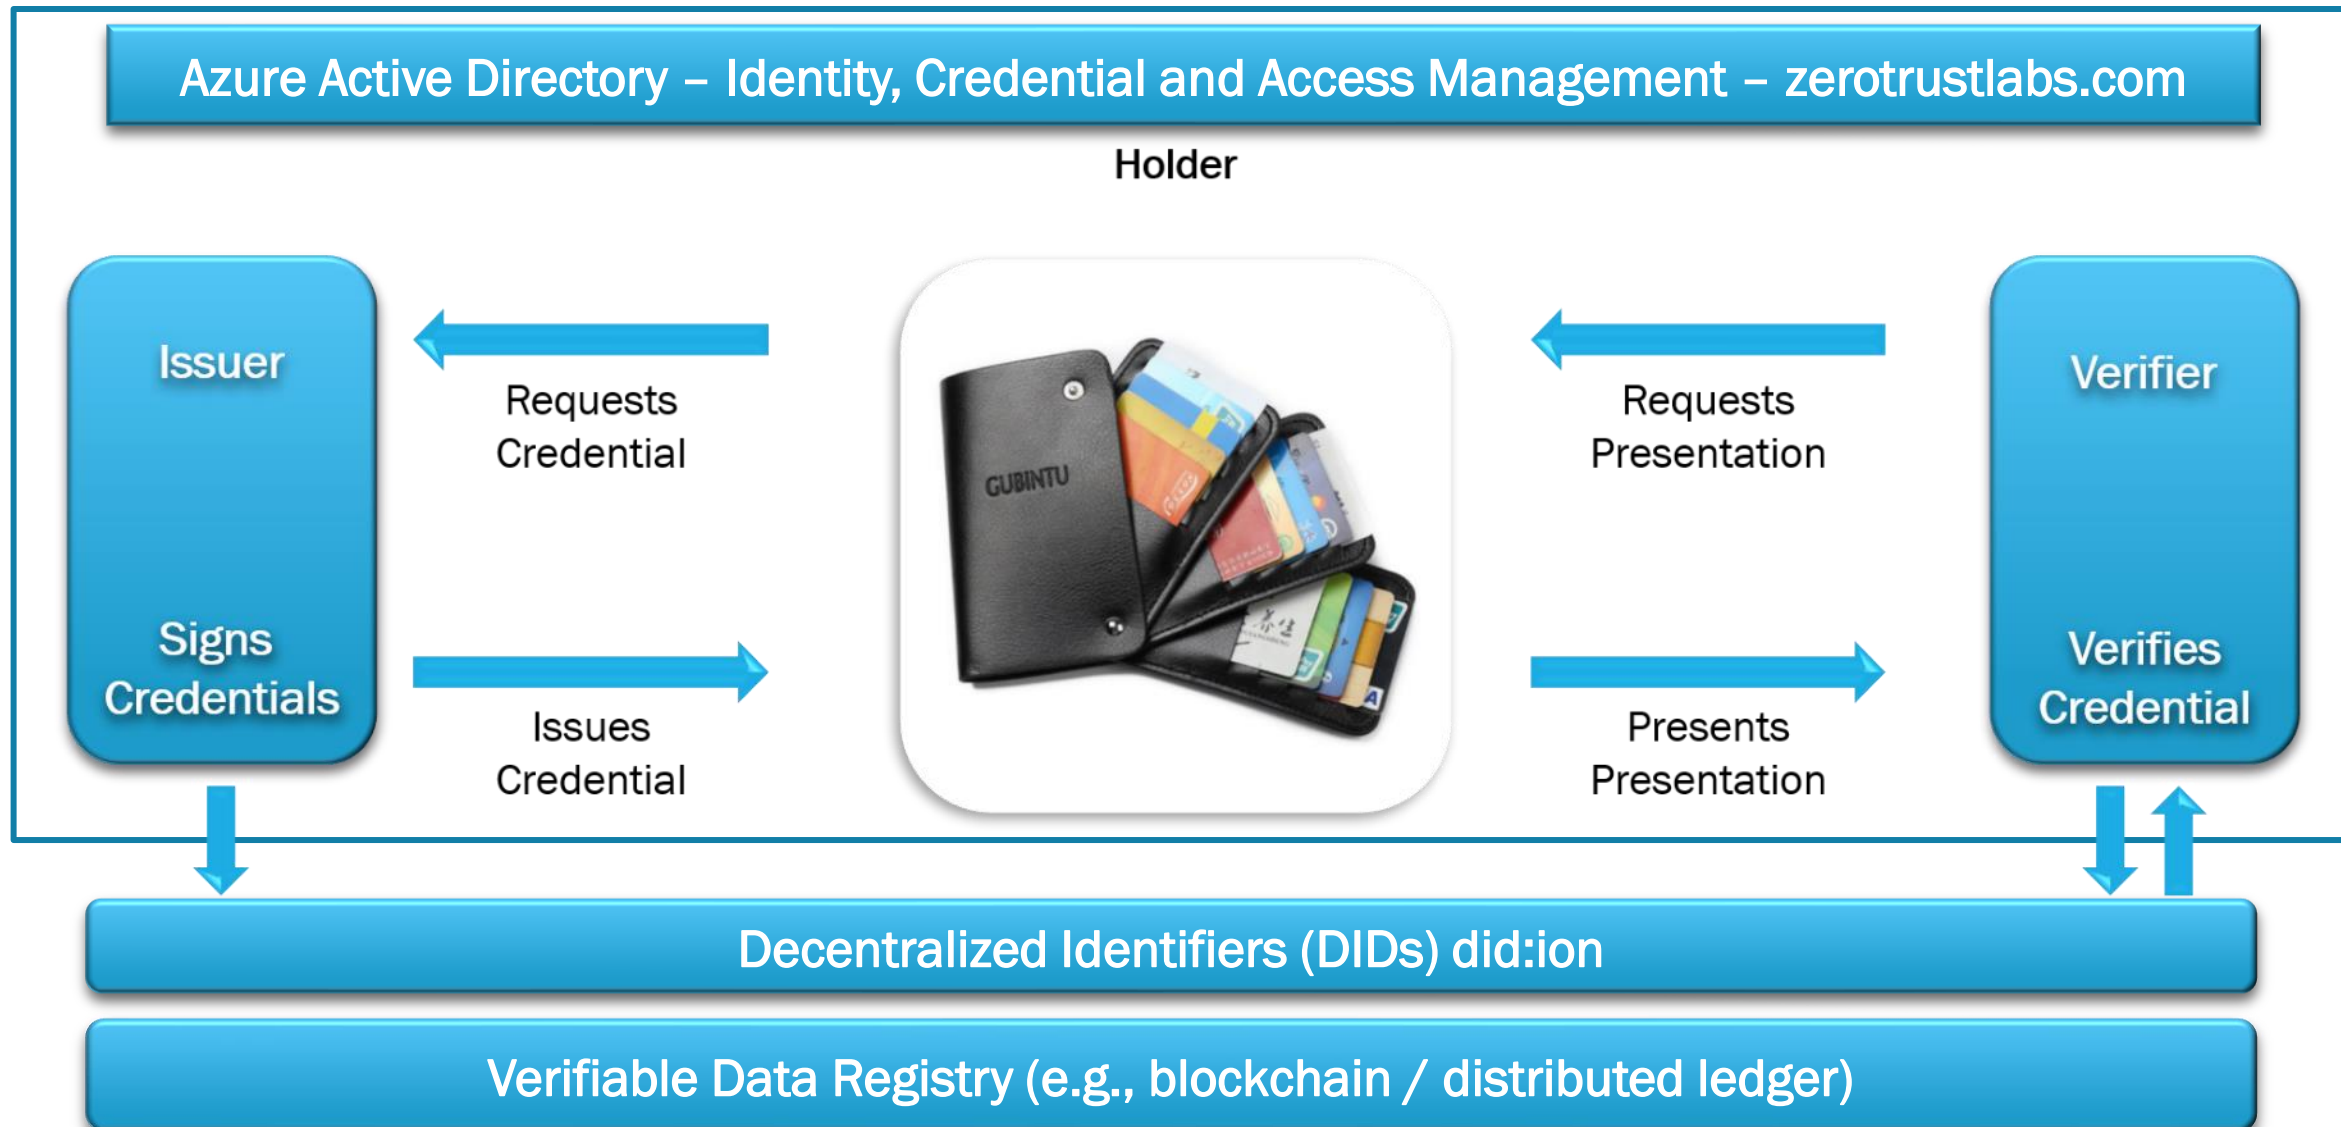 Azure Active Directory – Identity, Credential and Access Management – zerotrustlabs.com
Holder
Issuer
Requests
Credential
GUBINTU
Requests
Presentation
Verifier
Signs
Credentials
Issues
Credential
Presents
Presentation
Verifies
Credential
Decentralized Identifiers (DIDs) did:ion
Verifiable Data Registry (e.g., blockchain / distributed ledger)